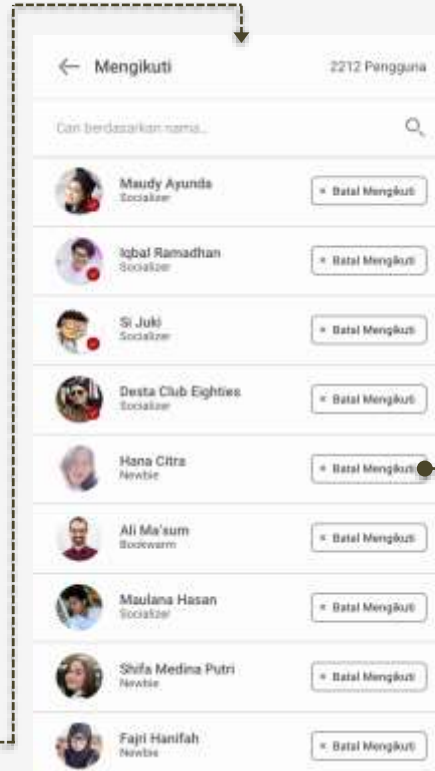 Mengikuti
2212 Pengguna
Cari berdasarkan nama...
Maudy Ayunda
Socializer
× Batal Mengikuti
Iqbal Ramadhan
Socializer
× Batal Mengikuti
Si Juki
Socializer
× Batal Mengikuti
Desta Club Eighties
Socializer
× Batal Mengikuti
Hana Citra
Newbie
× Batal Mengikuti
Ali Ma'sum
Bookwarm
× Batal Mengikuti
Maulana Hasan
Socializer
× Batal Mengikuti
Shifa Medina Putri
Newbie
× Batal Mengikuti
Fajri Hanifah
Newbie
× Batal Mengikuti